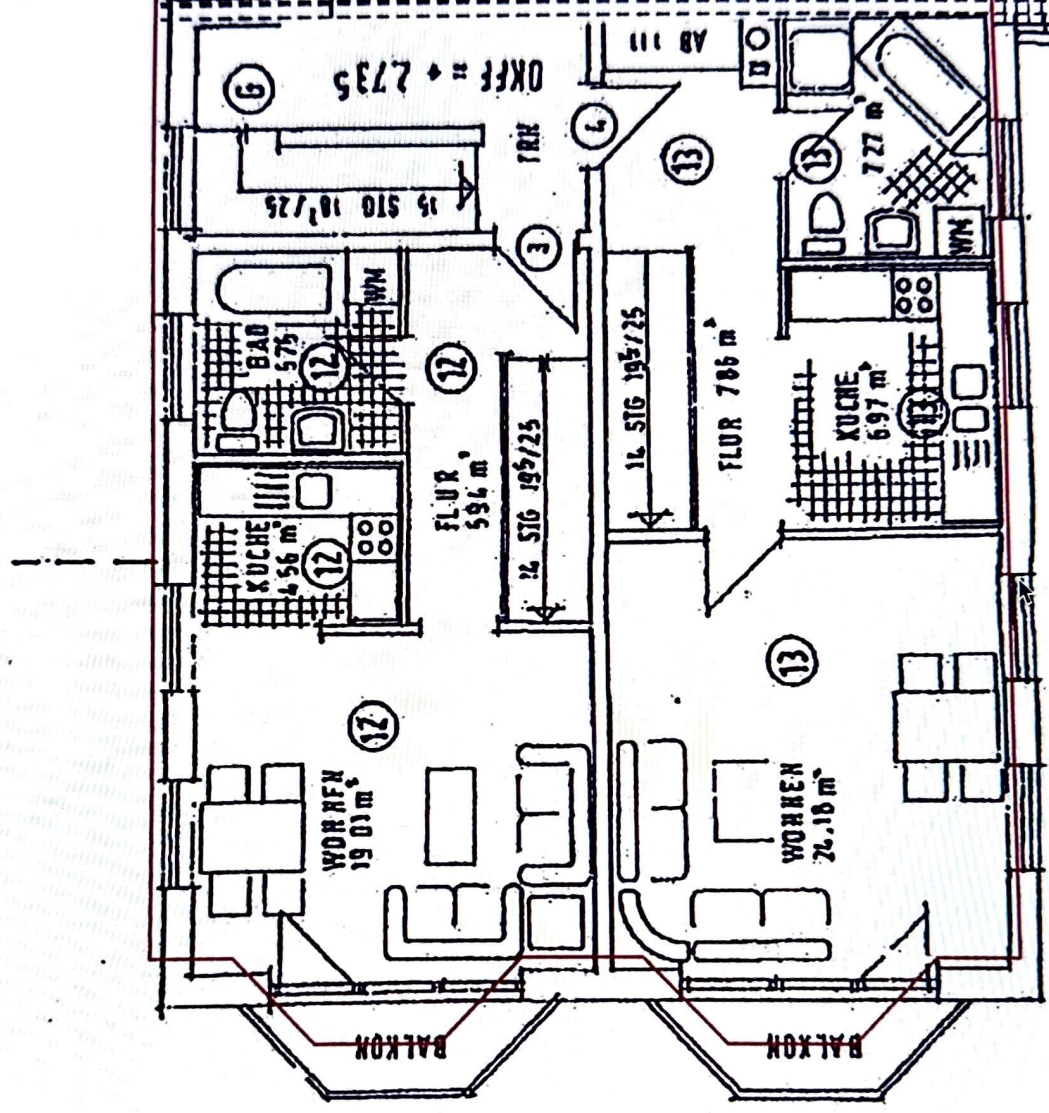 AB 1.11
OKFF = + 2.735
G
TRH
4
13
13
7.22 m²
15 STG 18⁷/25
3
WM
WM
BAD
5.75
12
12
14 STG 19⁵/25
FLUR 7.86 m²
KÜCHE
6.97 m²
13
FLUR
5.94 m²
14 STG 19⁵/25
KÜCHE
4.56 m²
12
13
12
WOHNEN
19.01 m²
WOHNEN
24.18 m²
BALKON
BALKON